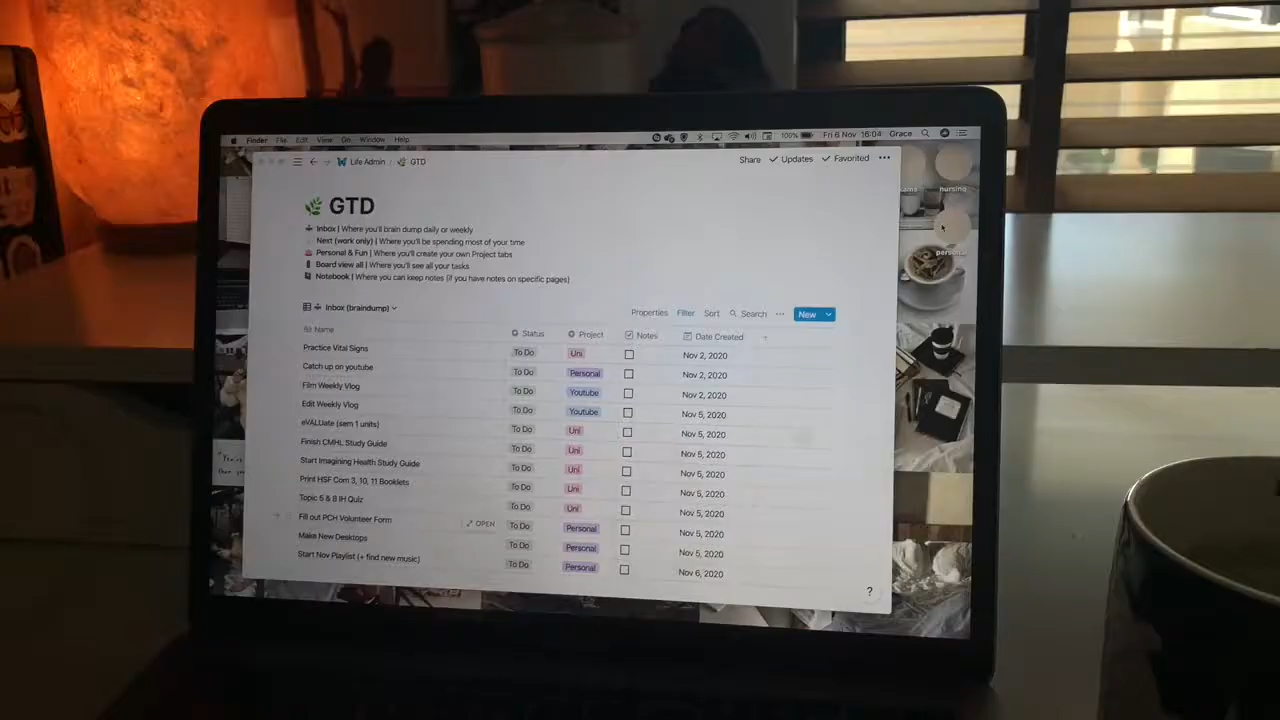 Finder File Edit View Go Window Help
100% Fri 6 Nov 16:04 Grace
Life Admin / GTD
Share Updates Favorited
GTD
Inbox | Where you'll brain dump daily or weekly
Next (work only) | Where you'll be spending most of your time
Personal & Fun | Where you'll create your own Project tabs
Board view all | Where you'll see all your tasks
Notebook | Where you can keep notes (if you have notes on specific pages)
Inbox (braindump)
Properties Filter Sort Search ••• New
Name Status Project Notes Date Created +
Practice Vital Signs To Do Uni Nov 2, 2020
Catch up on youtube To Do Personal Nov 2, 2020
Film Weekly Vlog To Do Youtube Nov 2, 2020
Edit Weekly Vlog To Do Youtube Nov 5, 2020
eVALUate (sem 1 units) To Do Uni Nov 5, 2020
Finish CMHL Study Guide To Do Uni Nov 5, 2020
Start Imagining Health Study Guide To Do Uni Nov 5, 2020
Print HSF Com 3, 10, 11 Booklets To Do Uni Nov 5, 2020
Topic 5 & 8 IH Quiz To Do Uni Nov 5, 2020
Fill out PCH Volunteer Form OPEN To Do Personal Nov 5, 2020
Make New Desktops To Do Personal Nov 5, 2020
Start Nov Playlist (+ find new music) To Do Personal Nov 6, 2020
?
nursing
personal